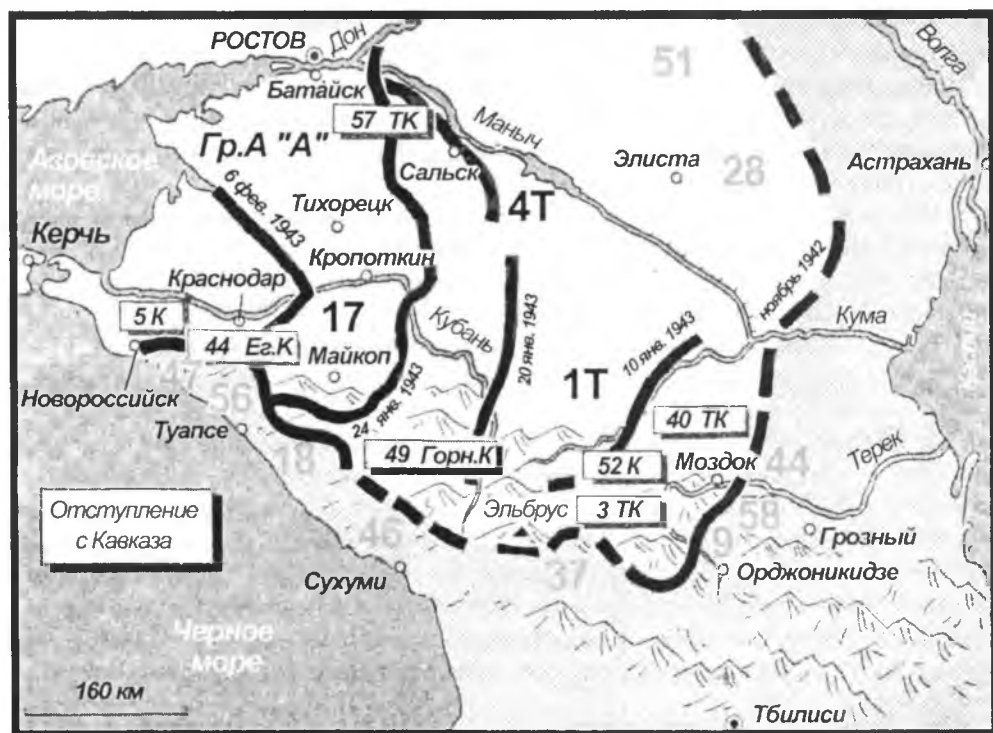 РОСТОВ
Дон
Волга
Батайск
51
57 ТК
Маныч
Гр.А "А"
Элиста
Астрахань
Азовское
море
Сальск
28
6 фев. 1943
Тихорецк
4Т
Керчь
Кропоткин
ноябрь 1942
Краснодар
5 К
17
Кубань
20 янв. 1943
10 янв. 1943
Кума
44 Ег.К
Майкоп
1Т
Новороссийск
47
56
24 янв. 1943
40 ТК
Туапсе
18
49 Горн.К
52 К
Моздок
44
Терек
Отступление
с Кавказа
Эльбрус
3 ТК
58
Грозный
46
9
37
Орджоникидзе
Сухуми
Черное
море
160 км
Тбилиси